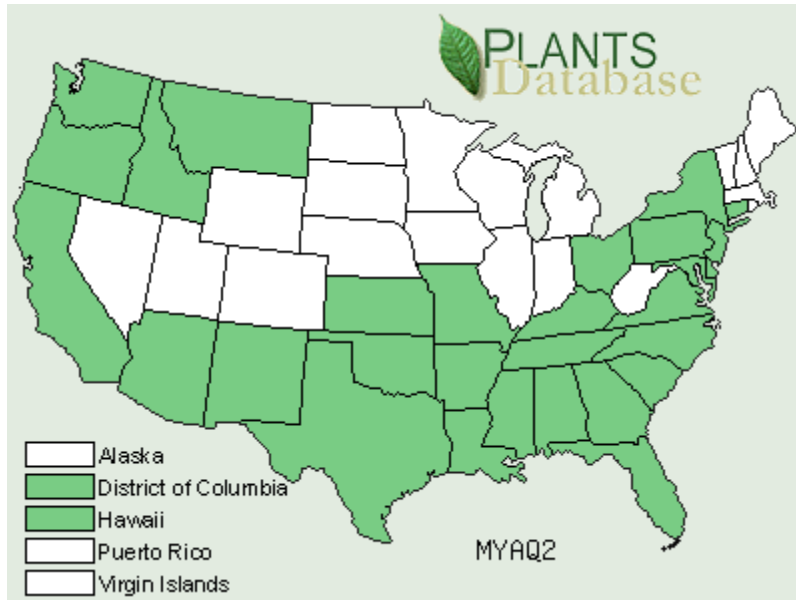 PLANTS
Database
Alaska
District of Columbia
Hawaii
Puerto Rico
Virgin Islands
MYAQ2